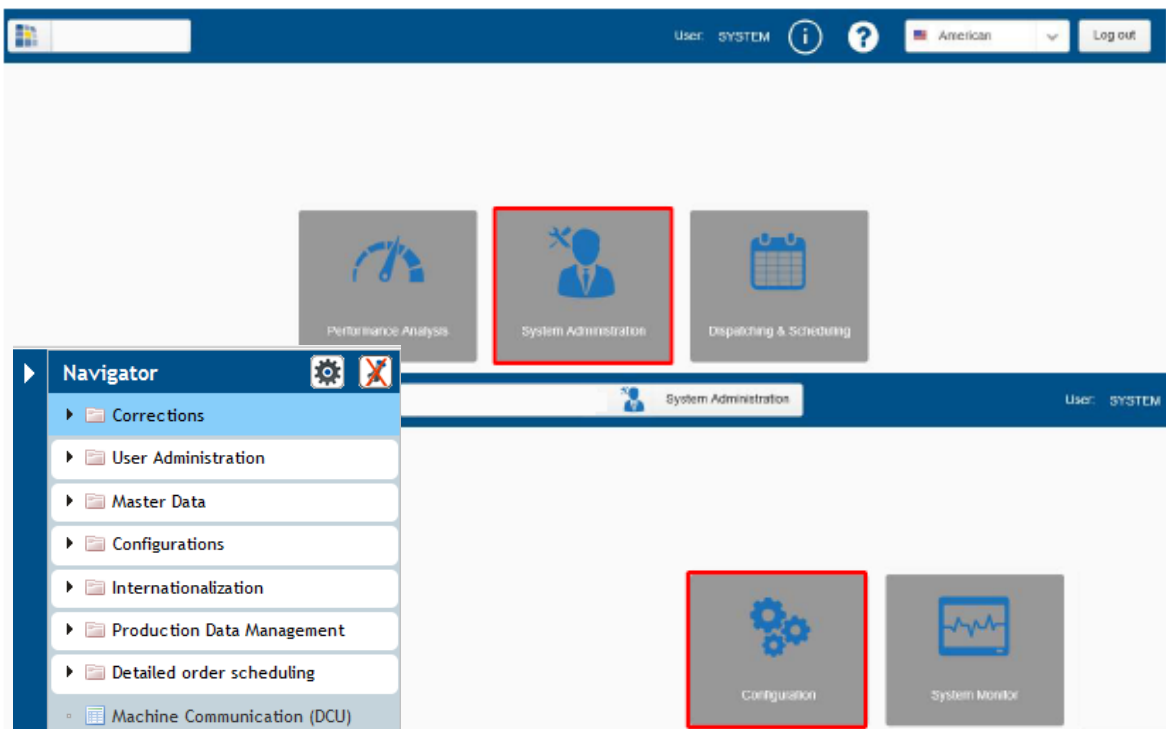 User: SYSTEM i ? American Log out
Performance Analysis System Administration Dispatching & Scheduling
Navigator
System Administration User: SYSTEM
Corrections
User Administration
Master Data
Configurations
Internationalization
Production Data Management
Detailed order scheduling
Configuration System Monitor
Machine Communication (DCU)